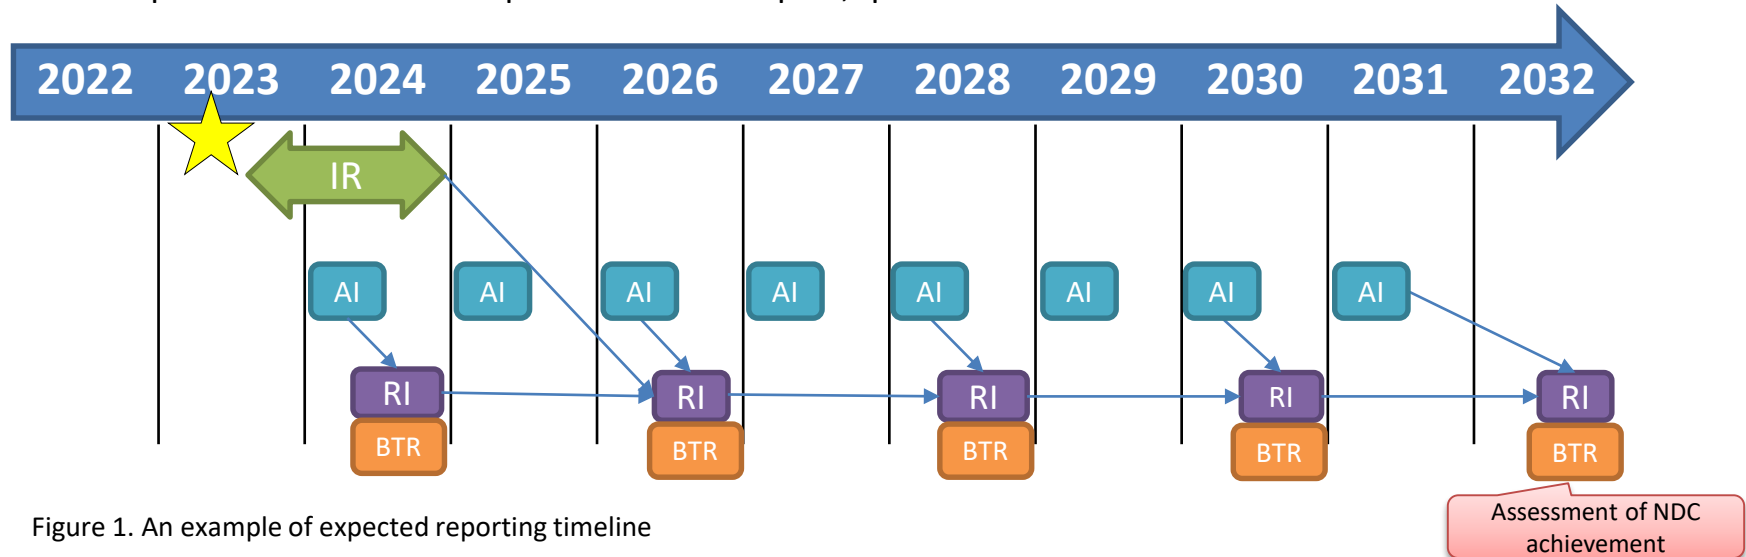 2022 2023 2024 2025 2026 2027 2028 2029 2030 2031 2032
IR
AI AI AI AI AI AI AI AI
RI RI RI RI RI
BTR BTR BTR BTR BTR
Assessment of NDC
achievement
Figure 1. An example of expected reporting timeline